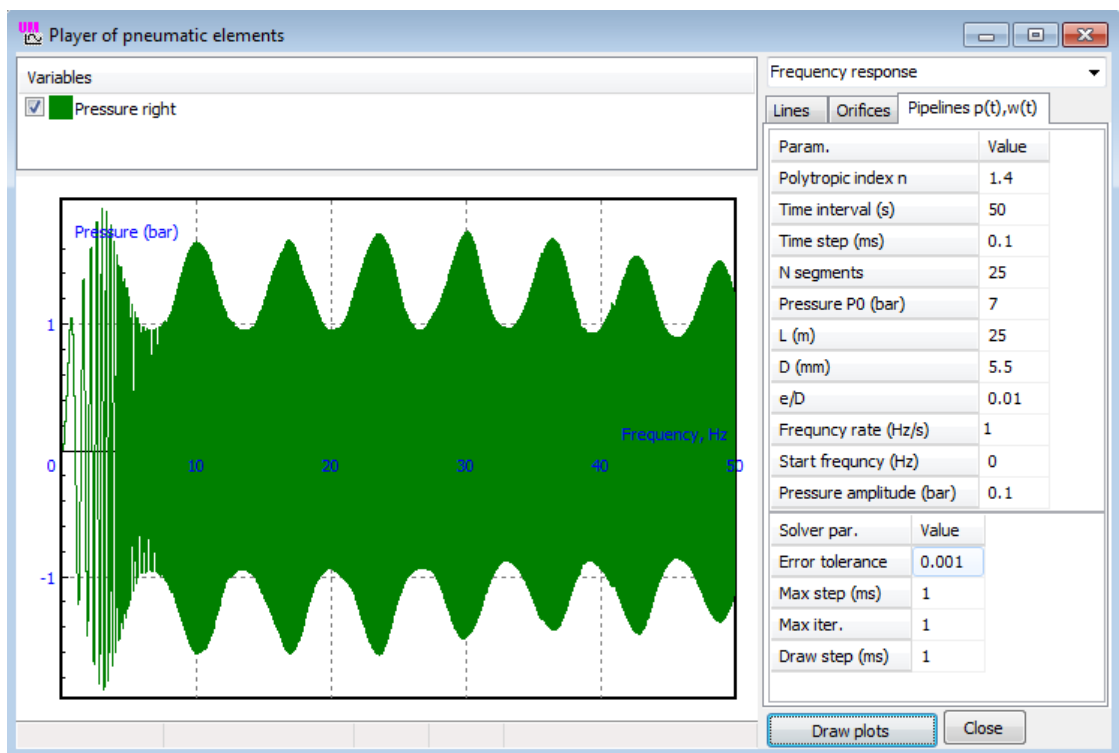 UM
Player of pneumatic elements
Variables
Pressure right
Pressure (bar)
1
Frequency, Hz
0 10 20 30 40 50
-1
Frequency response
Lines Orifices Pipelines p(t),w(t)
Param. Value
Polytropic index n 1.4
Time interval (s) 50
Time step (ms) 0.1
N segments 25
Pressure P0 (bar) 7
L (m) 25
D (mm) 5.5
e/D 0.01
Frequncy rate (Hz/s) 1
Start frequncy (Hz) 0
Pressure amplitude (bar) 0.1
Solver par. Value
Error tolerance 0.001
Max step (ms) 1
Max iter. 1
Draw step (ms) 1
Draw plots Close